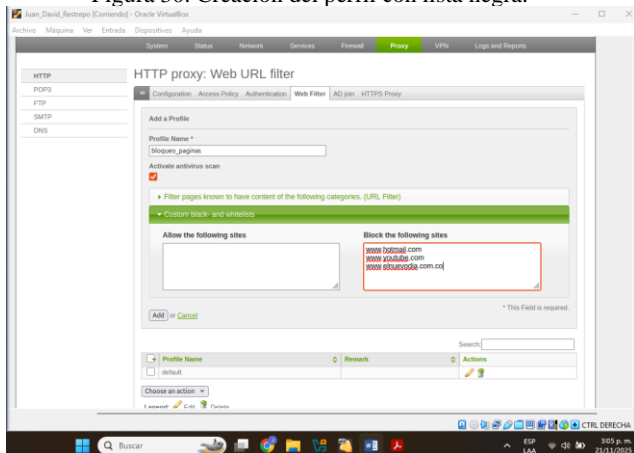 Figura 30. Creación del perfil con lista negra.
Juan_David_Restrepo [Corriendo] - Oracle VirtualBox
Archivo Máquina Ver Entrada Dispositivos Ayuda
System Status Network Services Firewall Proxy VPN Logs and Reports
HTTP
POP3
FTP
SMTP
DNS
HTTP proxy: Web URL filter
Configuration Access Policy Authentication Web Filter AD join HTTPS Proxy
Add a Profile
Profile Name *
bloqueo_paginas
Activate antivirus scan
Filter pages known to have content of the following categories. (URL Filter)
Custom black- and whitelists
Allow the following sites Block the following sites
www.hotmail.com
www.youtube.com
www.elnuevodia.com.co
* This Field is required.
Add or Cancel
Search:
Profile Name Remark Actions
default
Choose an action
Legend: Edit Delete
CTRL DERECHA
Buscar
ESP
LAA
3:05 p. m.
21/11/2025